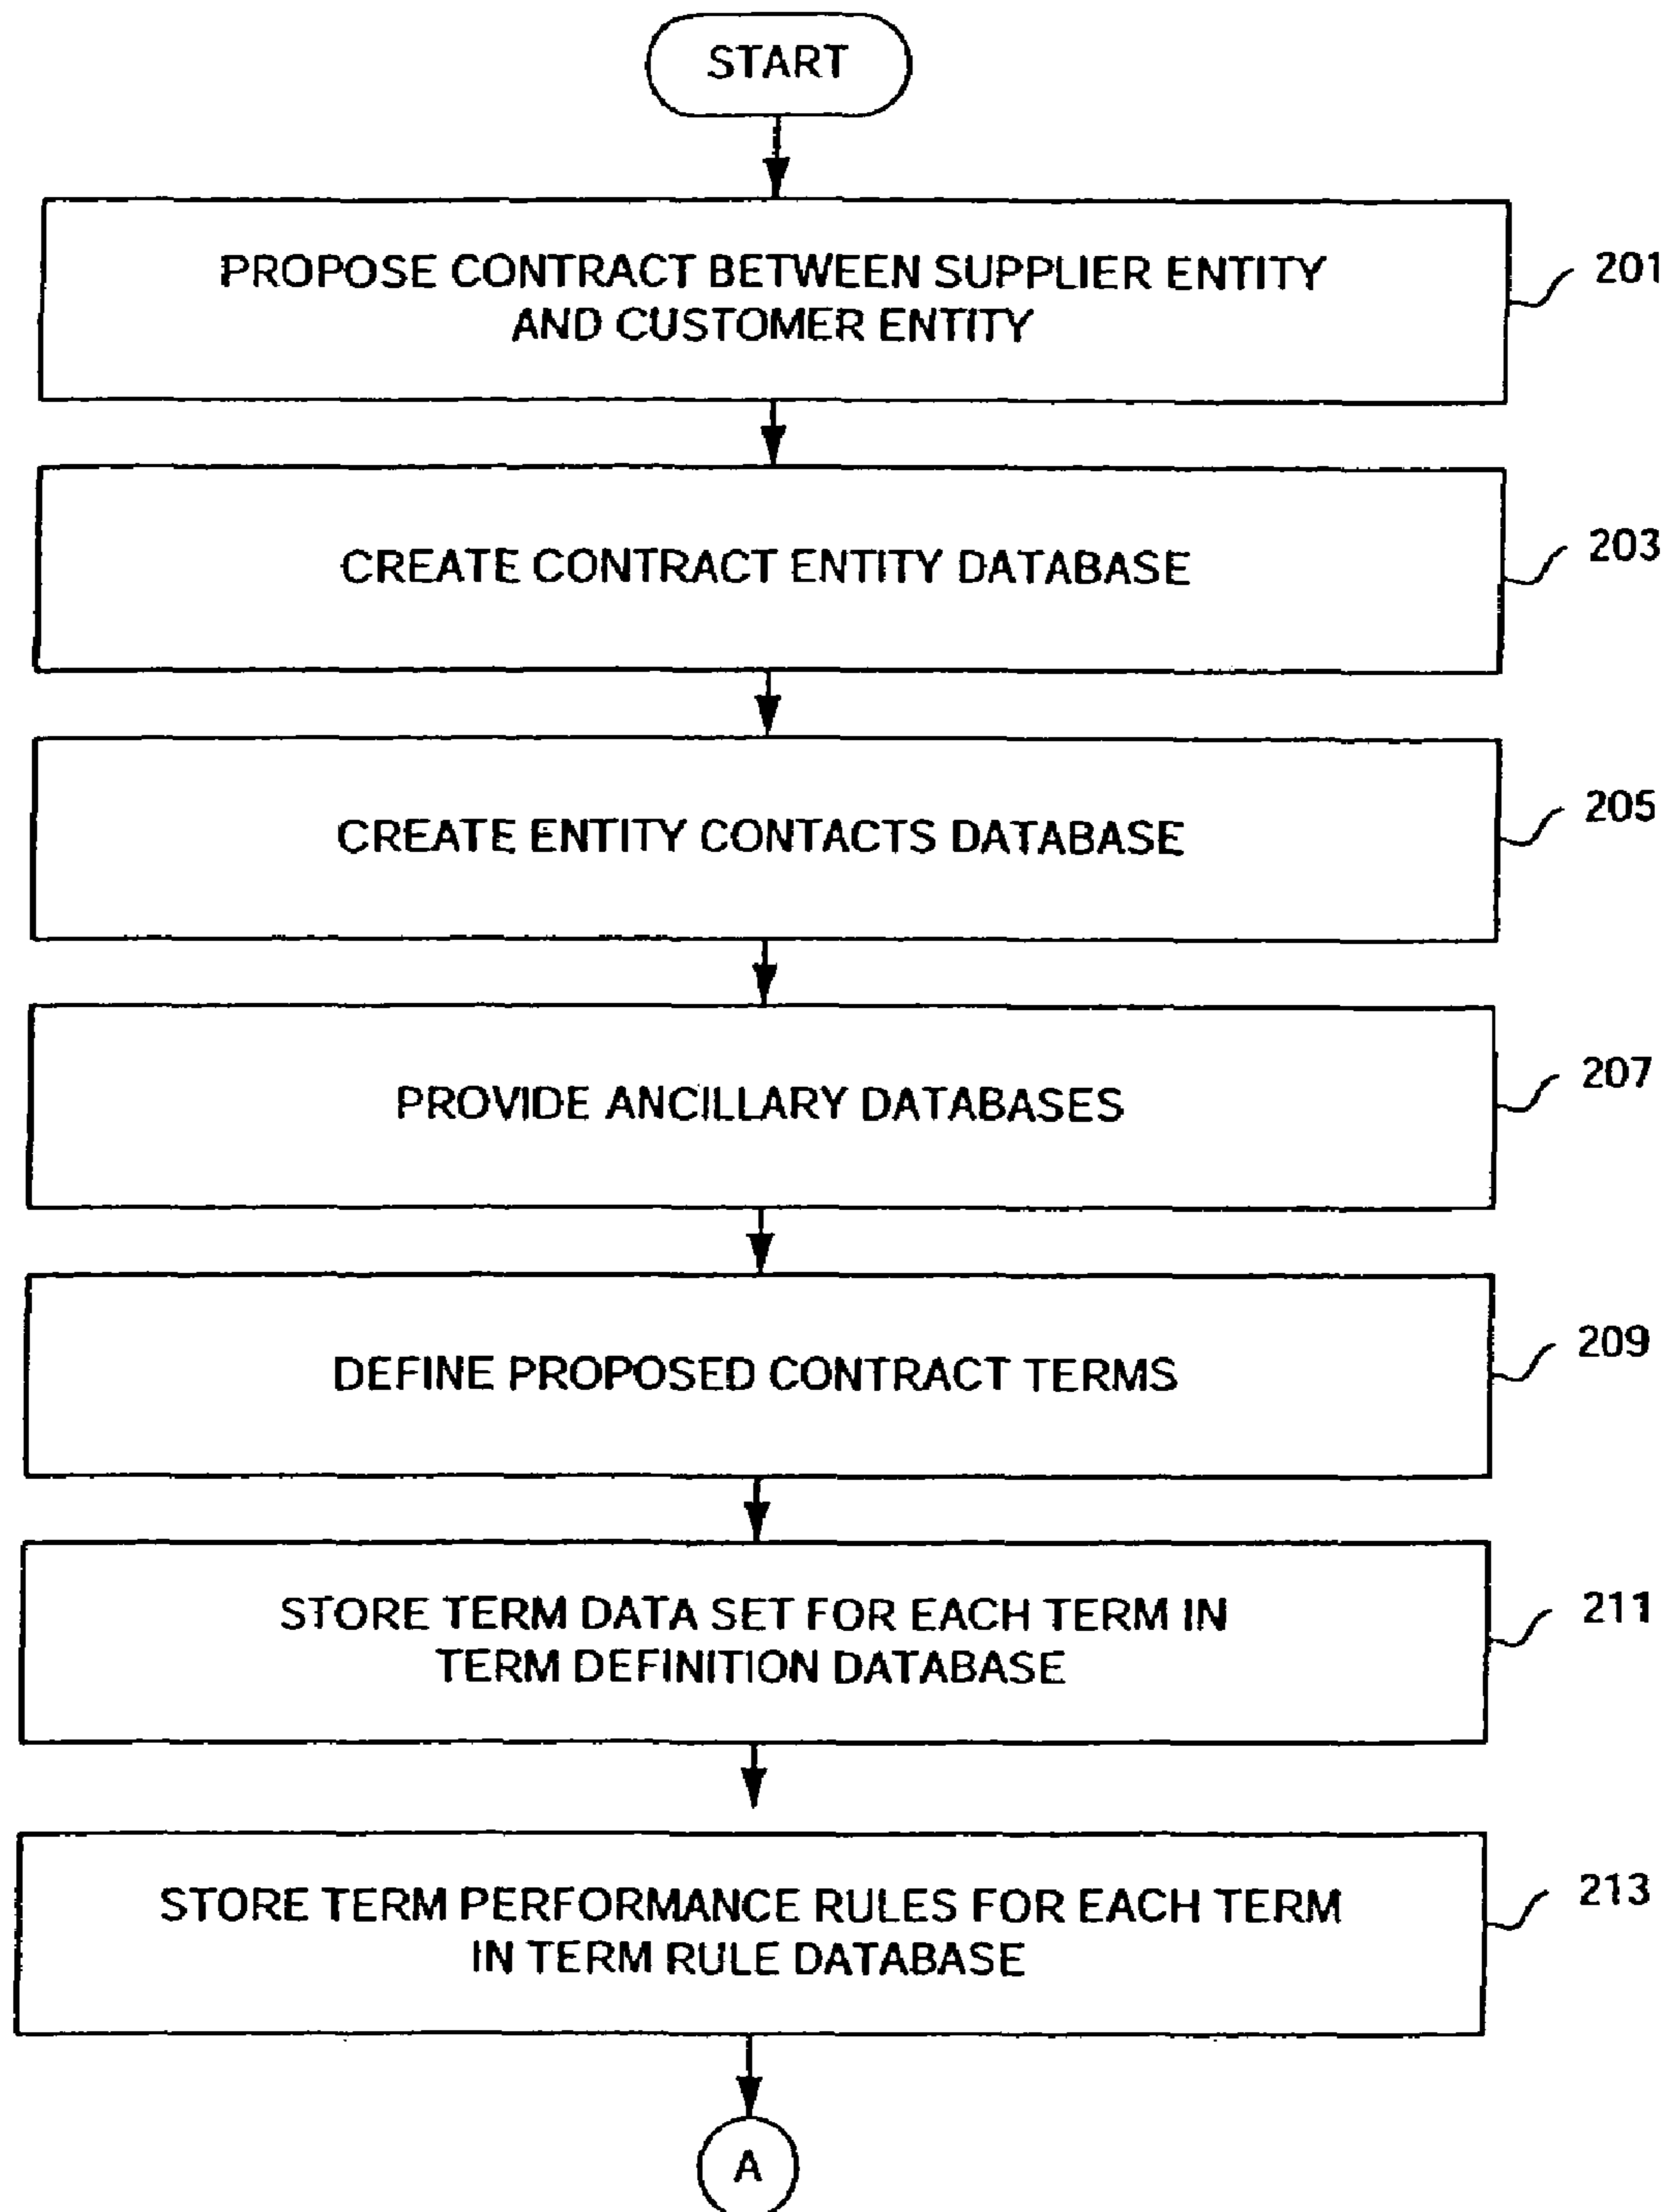 START
PROPOSE CONTRACT BETWEEN SUPPLIER ENTITY
AND CUSTOMER ENTITY
201
CREATE CONTRACT ENTITY DATABASE
203
CREATE ENTITY CONTACTS DATABASE
205
PROVIDE ANCILLARY DATABASES
207
DEFINE PROPOSED CONTRACT TERMS
209
STORE TERM DATA SET FOR EACH TERM IN
TERM DEFINITION DATABASE
211
STORE TERM PERFORMANCE RULES FOR EACH TERM
IN TERM RULE DATABASE
213
A